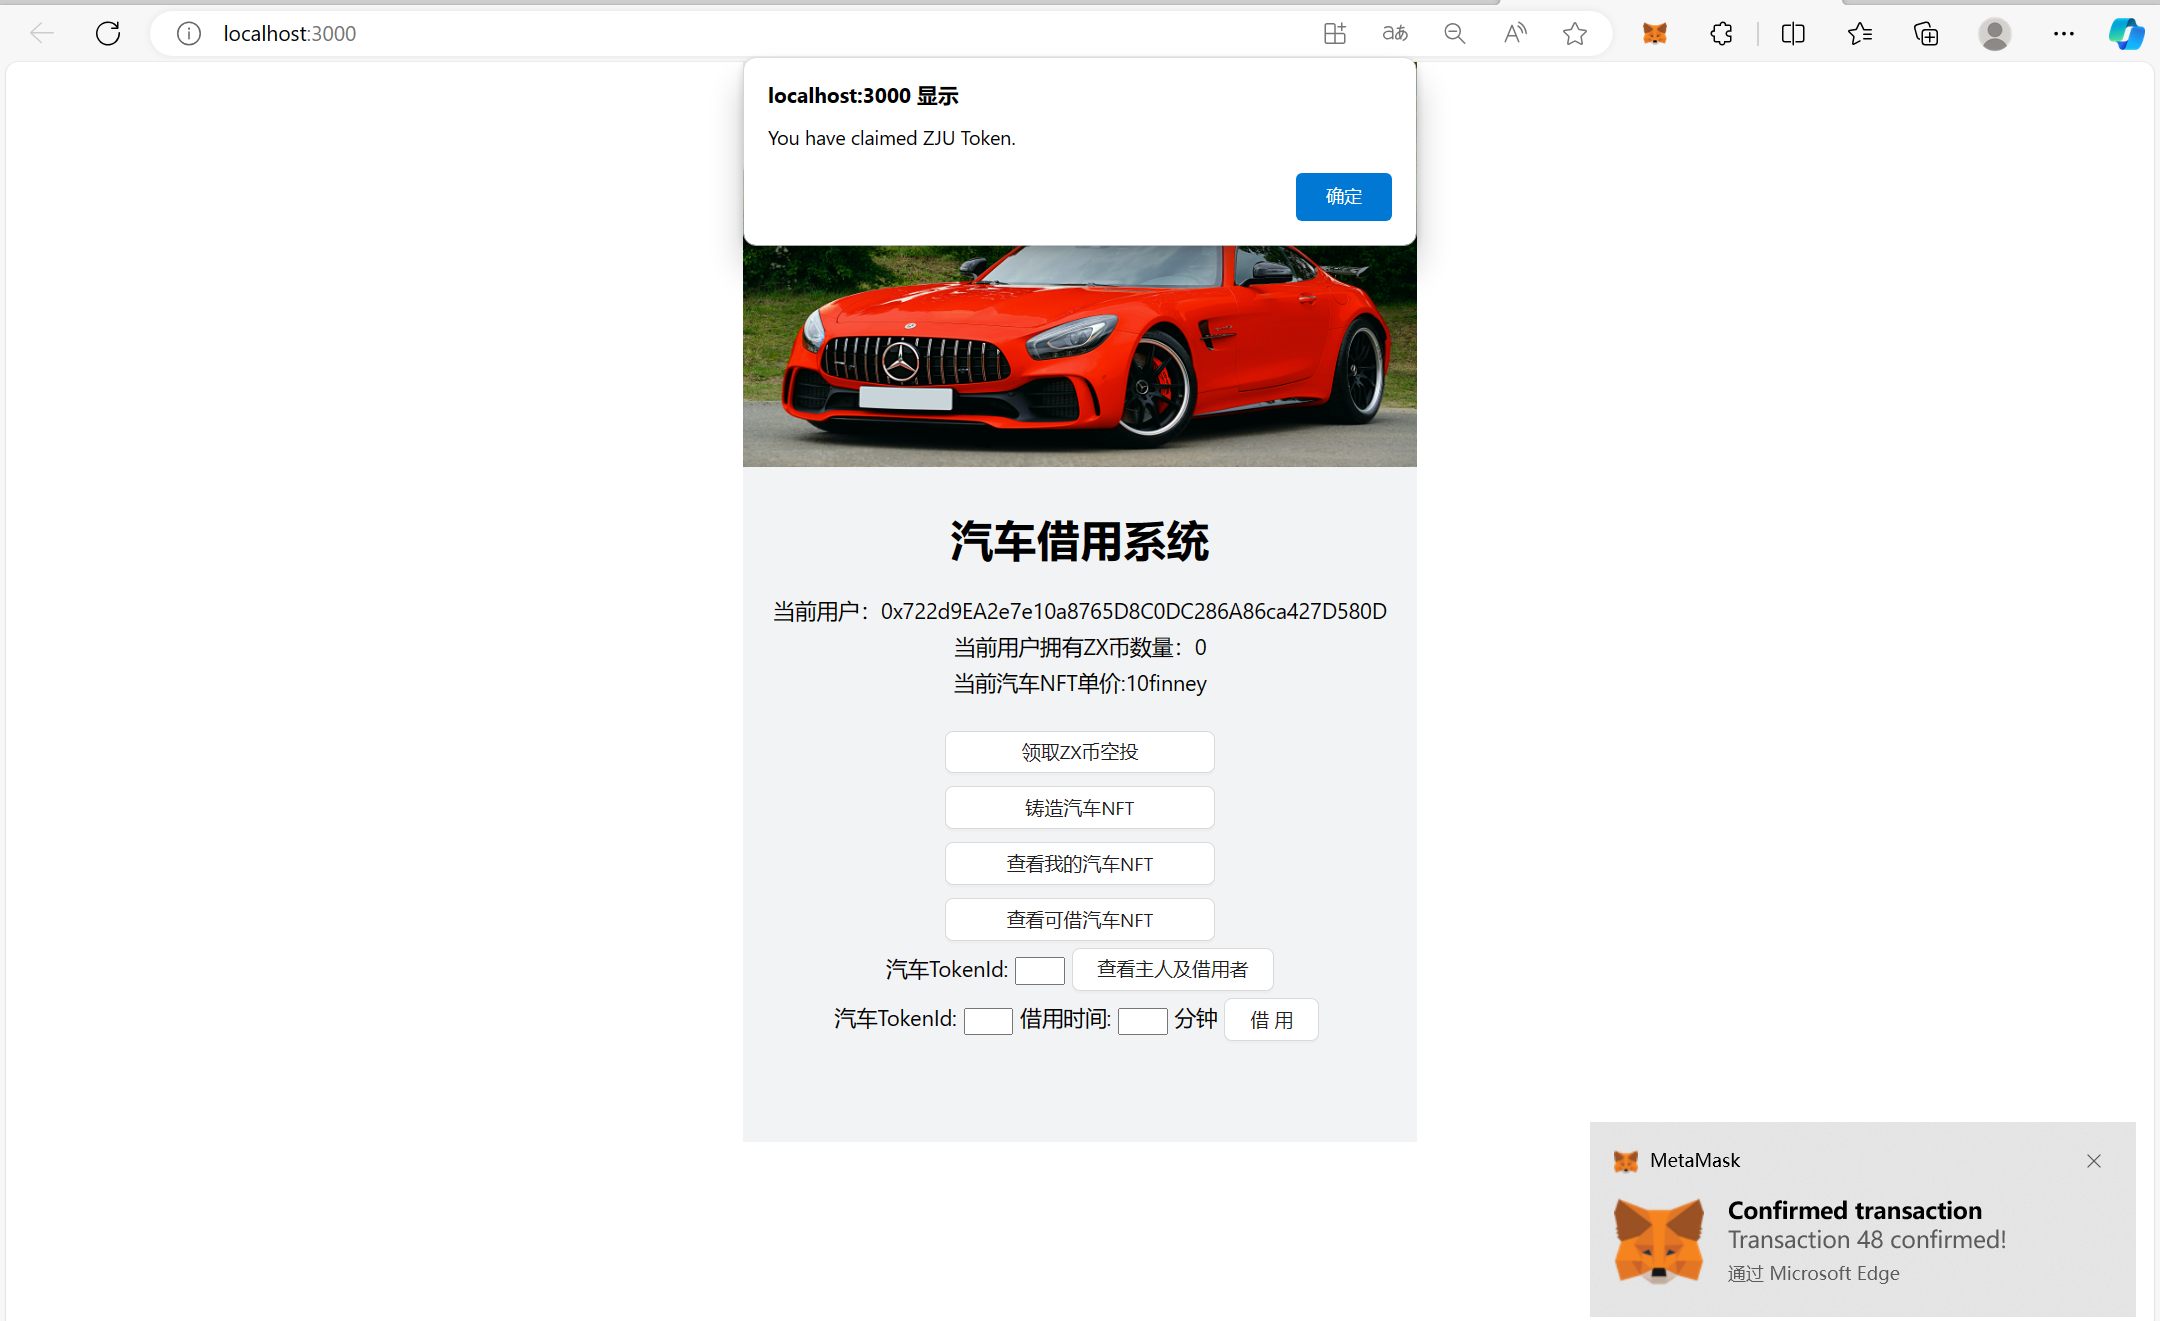 localhost:3000
localhost:3000 显示
You have claimed ZJU Token.
确定
汽车借用系统
当前用户：0x722d9EA2e7e10a8765D8C0DC286A86ca427D580D
当前用户拥有ZX币数量：0
当前汽车NFT单价:10finney
领取ZX币空投
铸造汽车NFT
查看我的汽车NFT
查看可借汽车NFT
汽车TokenId: 查看主人及借用者
汽车TokenId: 借用时间: 分钟 借 用
MetaMask
Confirmed transaction
Transaction 48 confirmed!
通过 Microsoft Edge